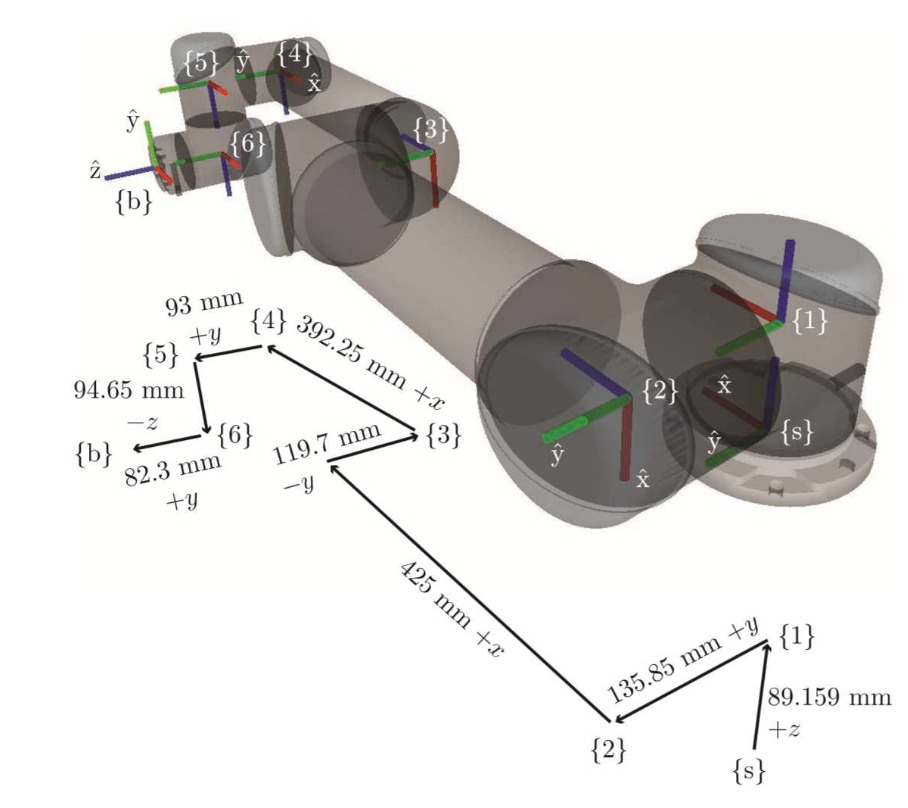 {5}
ŷ
{4}
x̂
{3}
ŷ
{6}
ẑ
{b}
{1}
{2}
x̂
{s}
ŷ
ŷ
x̂
93 mm
+y
{4}
392.25 mm +x
{5}
94.65 mm
−z
{6}
119.7 mm
−y
{3}
{b}
82.3 mm
+y
425 mm +x
135.85 mm +y
{1}
89.159 mm
+z
{2}
{s}